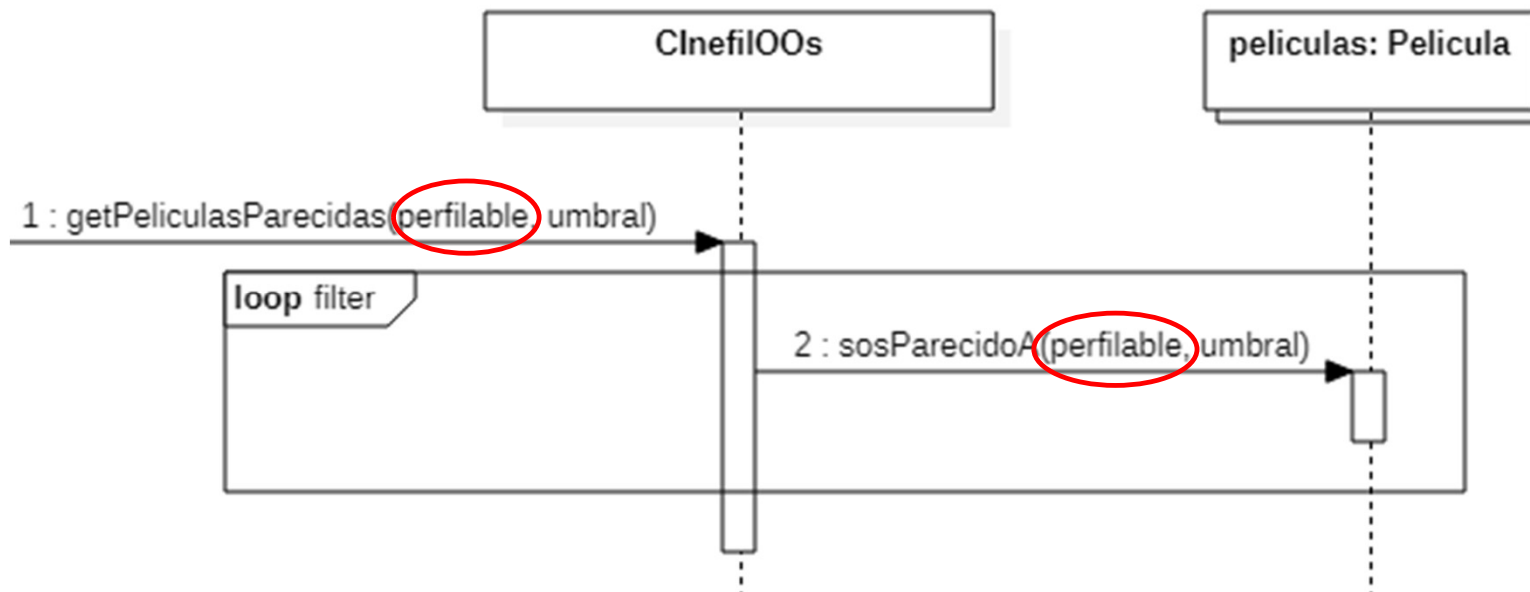 CInefilOOs
peliculas: Pelicula
1 : getPeliculasParecidas(perfilable, umbral)
loop filter
2 : sosParecidoA(perfilable, umbral)